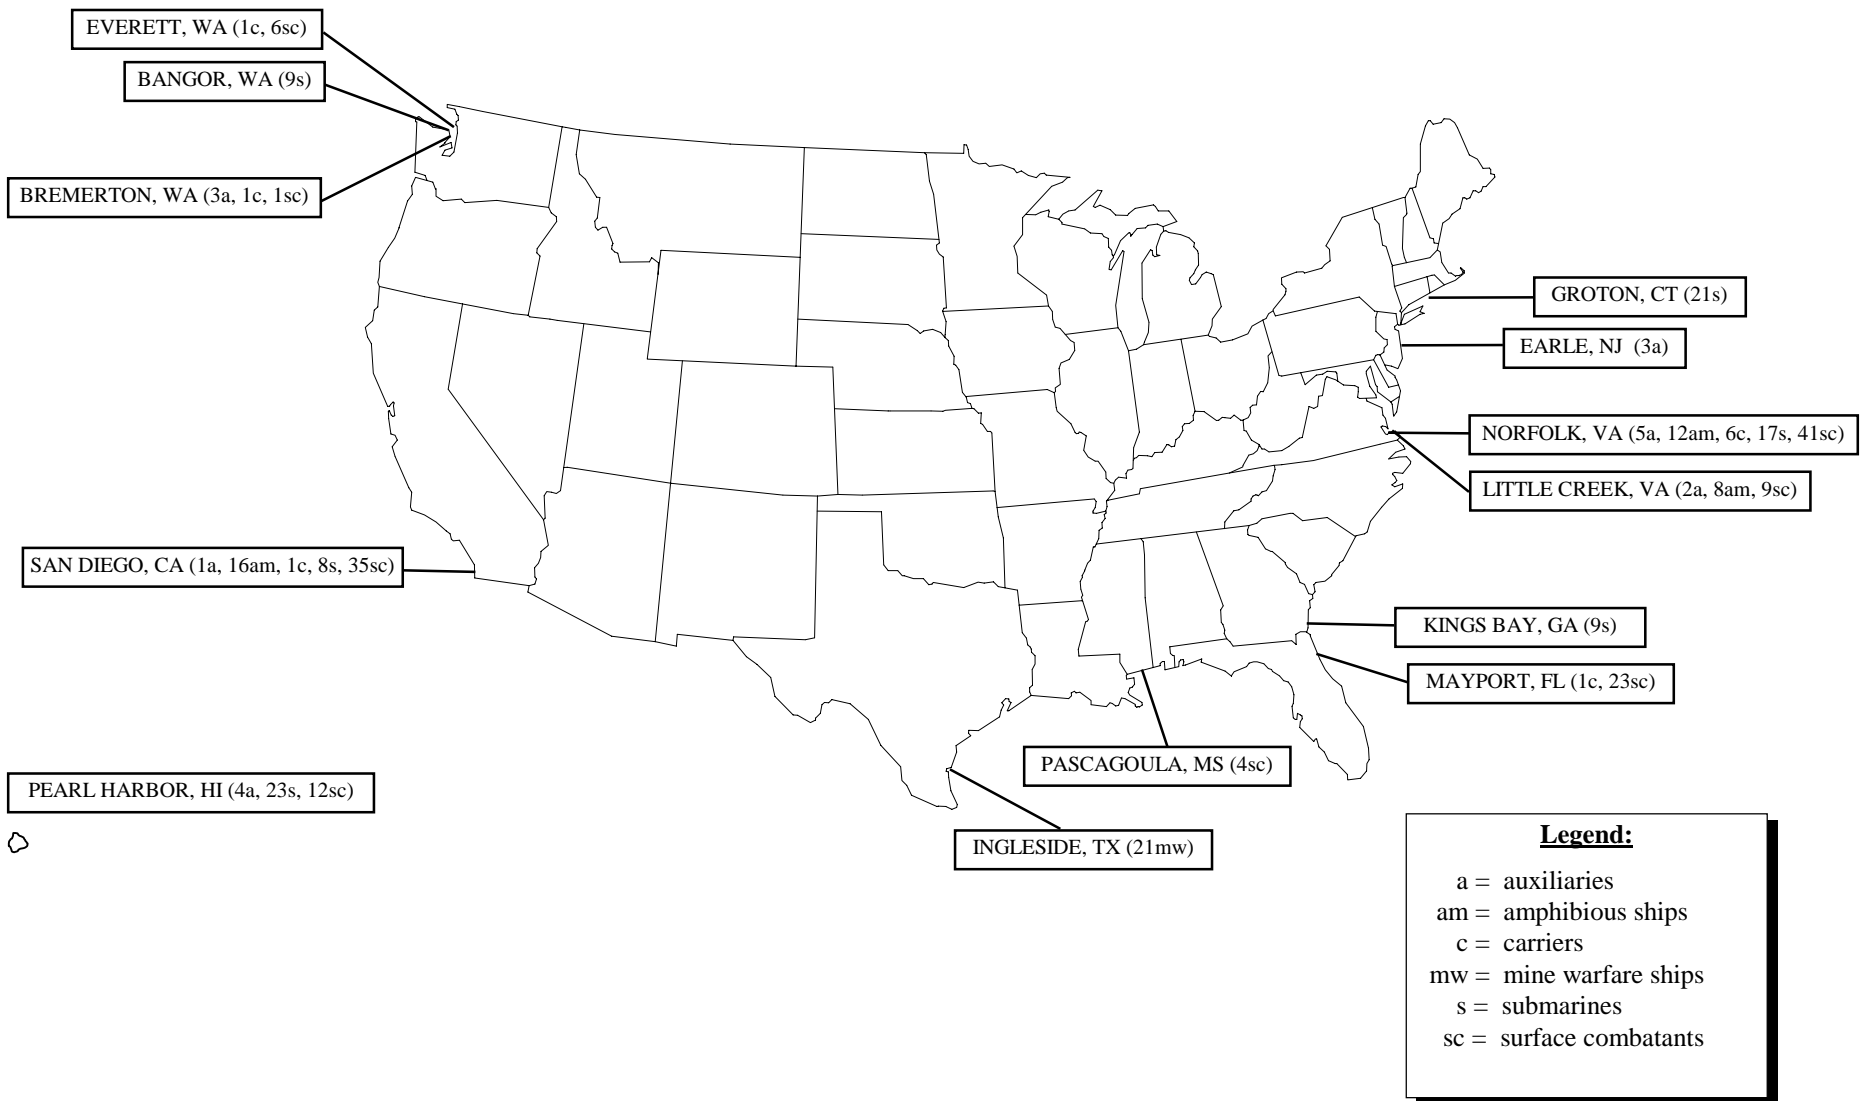 EVERETT, WA (1c, 6sc)
BANGOR, WA (9s)
BREMERTON, WA (3a, 1c, 1sc)
GROTON, CT (21s)
EARLE, NJ (3a)
NORFOLK, VA (5a, 12am, 6c, 17s, 41sc)
LITTLE CREEK, VA (2a, 8am, 9sc)
SAN DIEGO, CA (1a, 16am, 1c, 8s, 35sc)
KINGS BAY, GA (9s)
MAYPORT, FL (1c, 23sc)
PASCAGOULA, MS (4sc)
PEARL HARBOR, HI (4a, 23s, 12sc)
INGLESIDE, TX (21mw)
Legend:
a = auxiliaries
am = amphibious ships
c = carriers
mw = mine warfare ships
s = submarines
sc = surface combatants